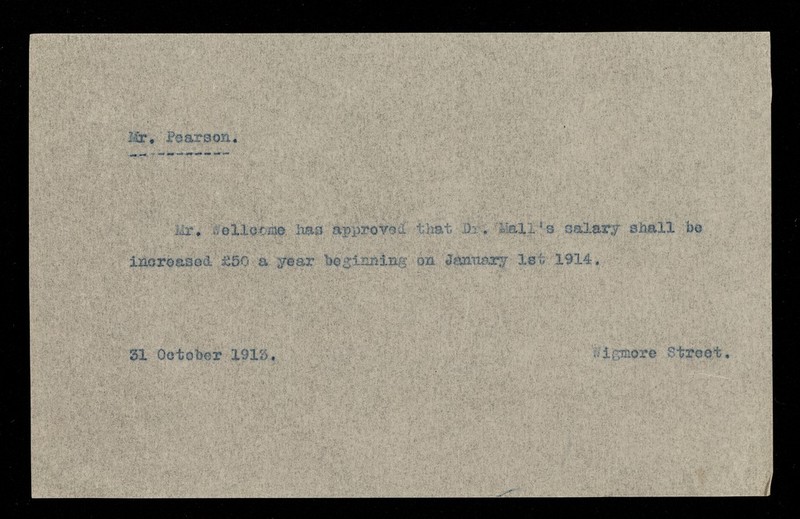 Mr. Pearson.
Mr. Wellcome has approved that Dr. Mall's salary shall be
increased £50 a year beginning on January 1st 1914.
31 October 1913. Wigmore Street.